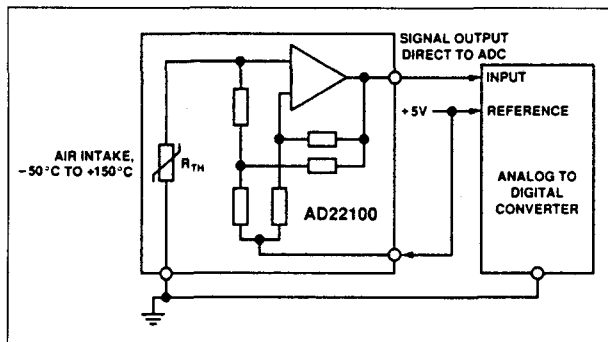 SIGNAL OUTPUT
DIRECT TO ADC
INPUT
+5V
REFERENCE
AIR INTAKE,
−50°C TO +150°C
RTH
ANALOG TO
DIGITAL
CONVERTER
AD22100